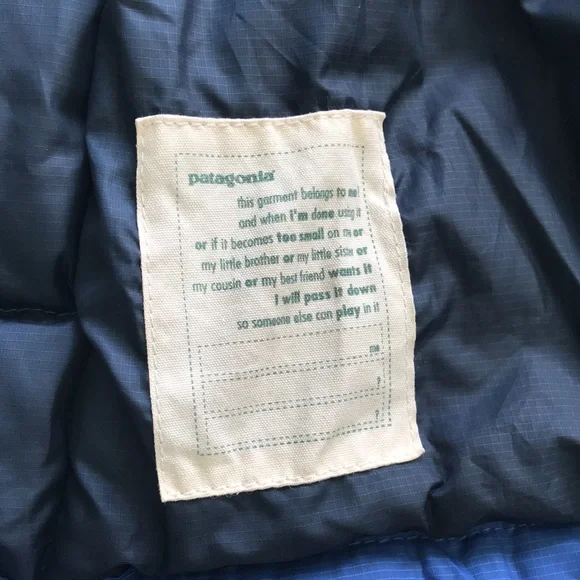 patagonia®
this garment belongs to me
and when i'm done using it
or if it becomes too small on me or
my little brother or my little sister or
my cousin or my best friend wants it
I will pass it down
so someone else can play in it
me
?
?